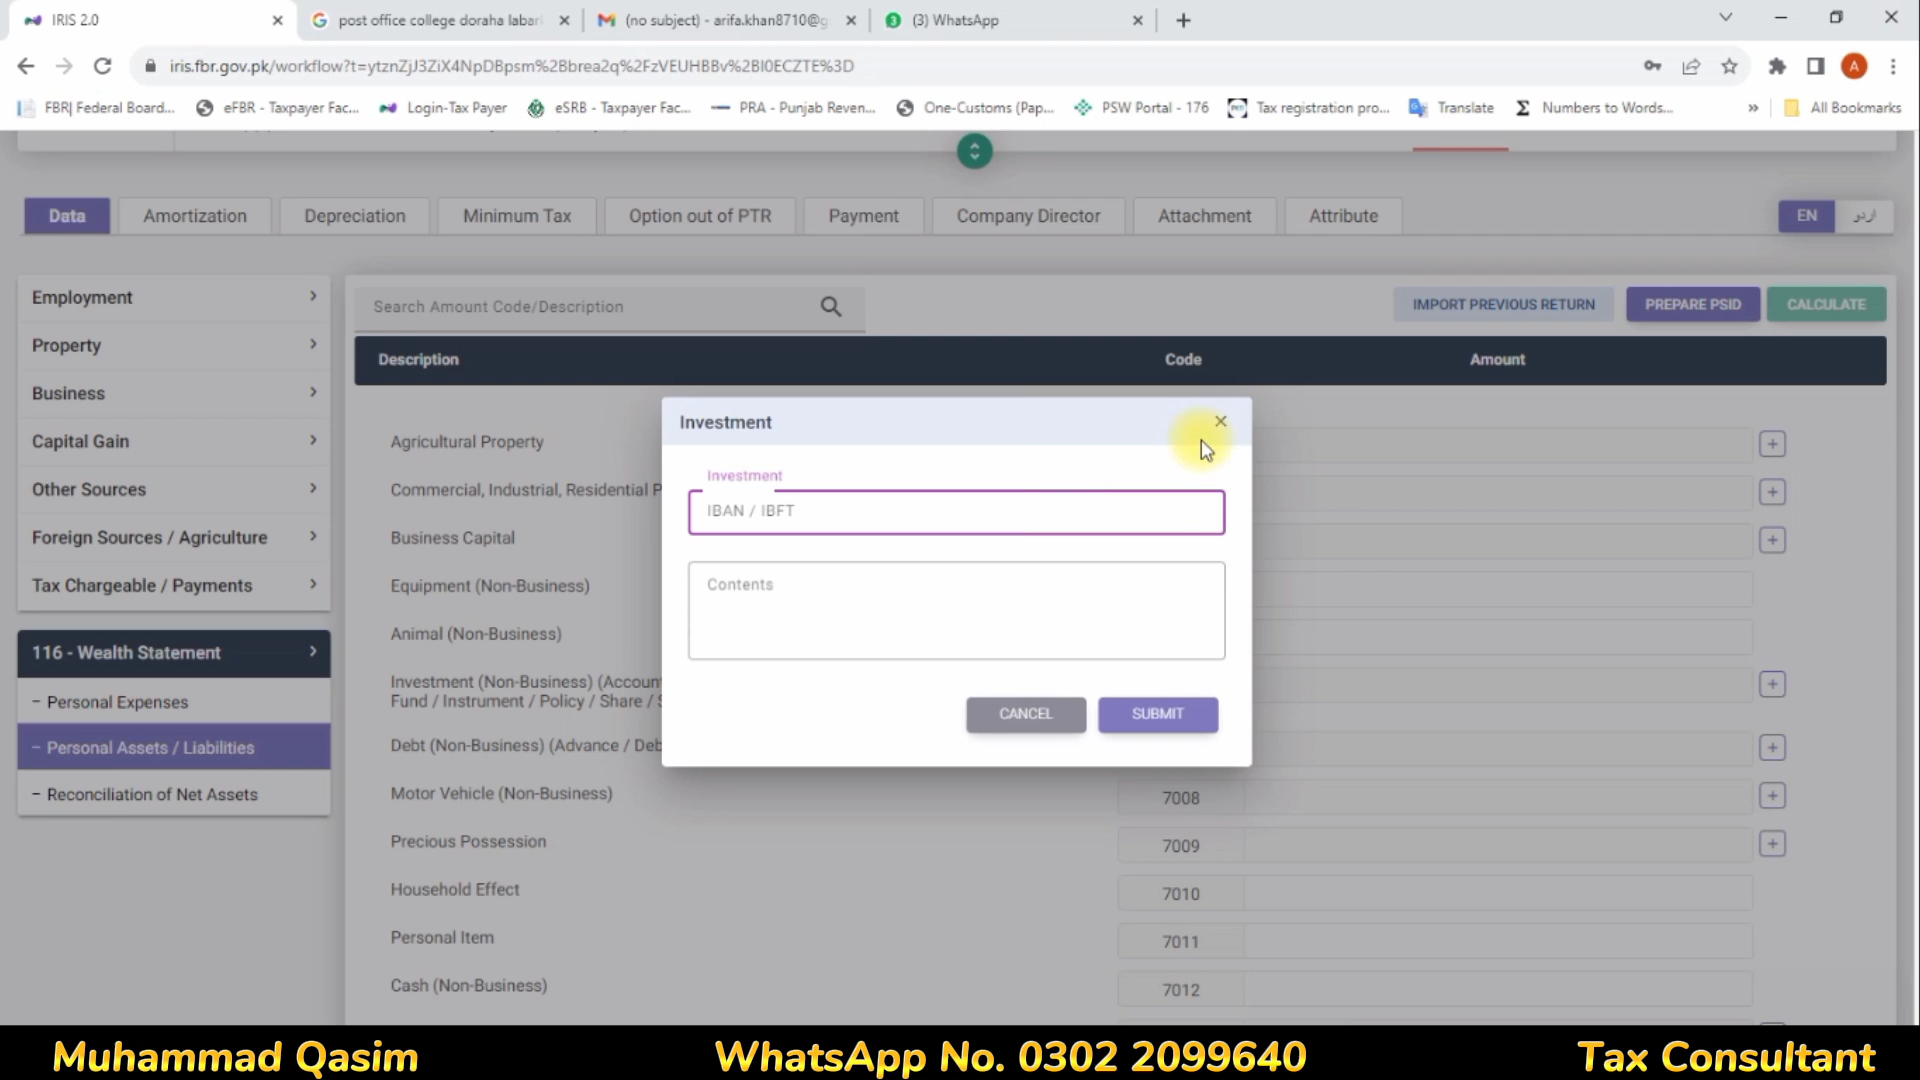 IRIS 2.0
post office college doraha labar
(no subject) - arifa.khan8710@g
3 (3) WhatsApp
iris.fbr.gov.pk/workflow?t=ytznZjJ3ZiX4NpDBpsm%2Bbrea2q%2FzVEUHBBv%2BI0ECZTE%3D
A
FBR| Federal Board...
eFBR - Taxpayer Fac...
Login-Tax Payer
eSRB - Taxpayer Fac...
PRA - Punjab Reven...
One-Customs (Pap...
PSW Portal - 176
Tax registration pro...
Translate
Numbers to Words...
All Bookmarks
Data
Amortization
Depreciation
Minimum Tax
Option out of PTR
Payment
Company Director
Attachment
Attribute
EN
اردو
Employment
Property
Business
Capital Gain
Other Sources
Foreign Sources / Agriculture
Tax Chargeable / Payments
116 - Wealth Statement
– Personal Expenses
– Personal Assets / Liabilities
– Reconciliation of Net Assets
Search Amount Code/Description
IMPORT PREVIOUS RETURN
PREPARE PSID
CALCULATE
Description
Code
Amount
Agricultural Property
Commercial, Industrial, Residential P
Business Capital
Equipment (Non-Business)
Animal (Non-Business)
Investment (Non-Business) (Accoun
Fund / Instrument / Policy / Share /
Debt (Non-Business) (Advance / Deb
Motor Vehicle (Non-Business)
7008
Precious Possession
7009
Household Effect
7010
Personal Item
7011
Cash (Non-Business)
7012
Investment
Investment
IBAN / IBFT
Contents
CANCEL
SUBMIT
Muhammad Qasim
WhatsApp No. 0302 2099640
Tax Consultant